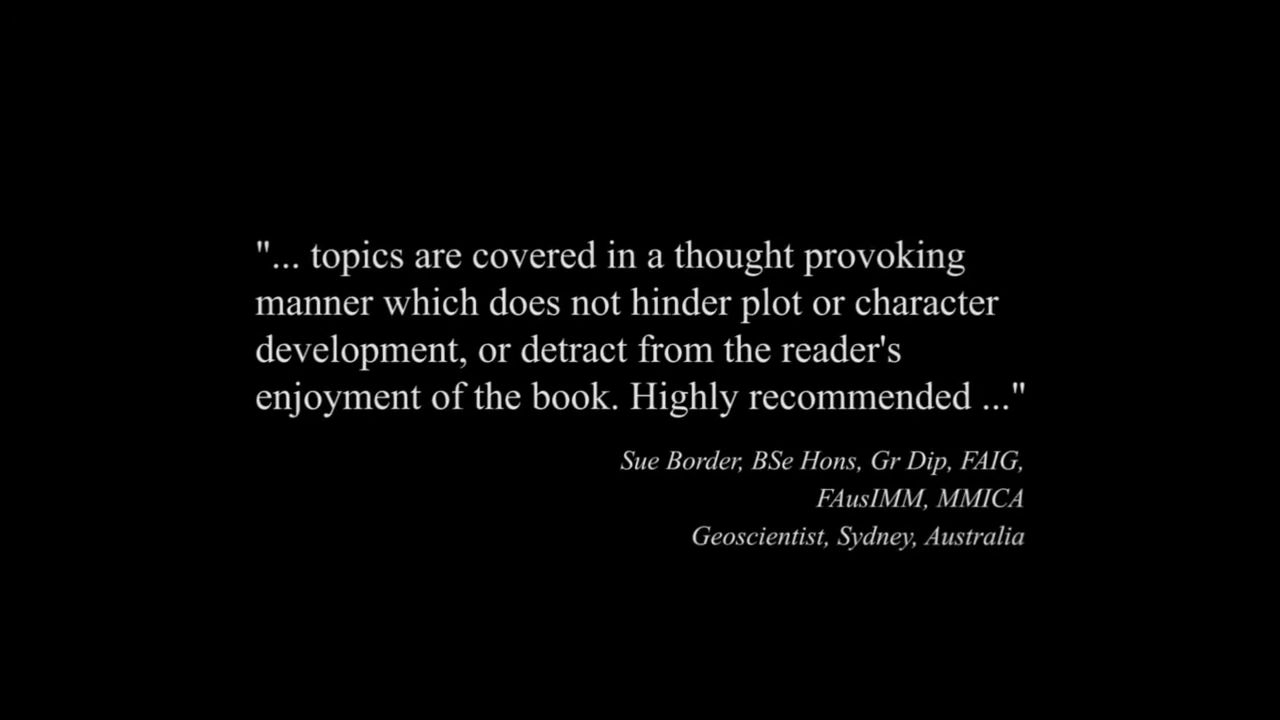 "... topics are covered in a thought provoking
manner which does not hinder plot or character
development, or detract from the reader's
enjoyment of the book. Highly recommended ..."
Sue Border, BSe Hons, Gr Dip, FAIG,
FAusIMM, MMICA
Geoscientist, Sydney, Australia